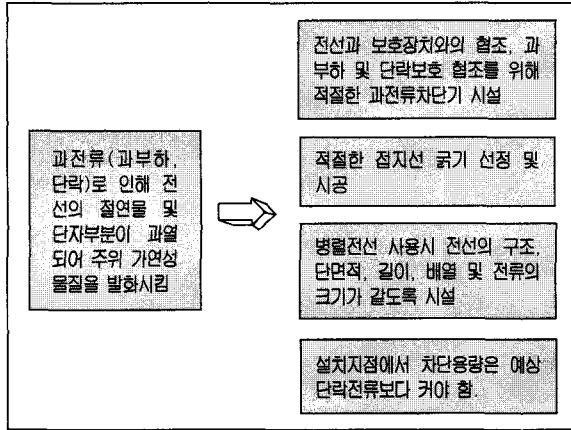 과전류(과부하,
단락)로 인해 전
선의 절연물 및
단자부분이 과열
되어 주위 가연성
물질을 발화시킴
전선과 보호장치와의 협조, 과
부하 및 단락보호 협조를 위해
적절한 과전류차단기 시설
적절한 접지선 굵기 선정 및
시공
병렬전선 사용시 전선의 구조,
단면적, 길이, 배열 및 전류의
크기가 같도록 시설
설치지점에서 차단용량은 예상
단락전류보다 커야 함.